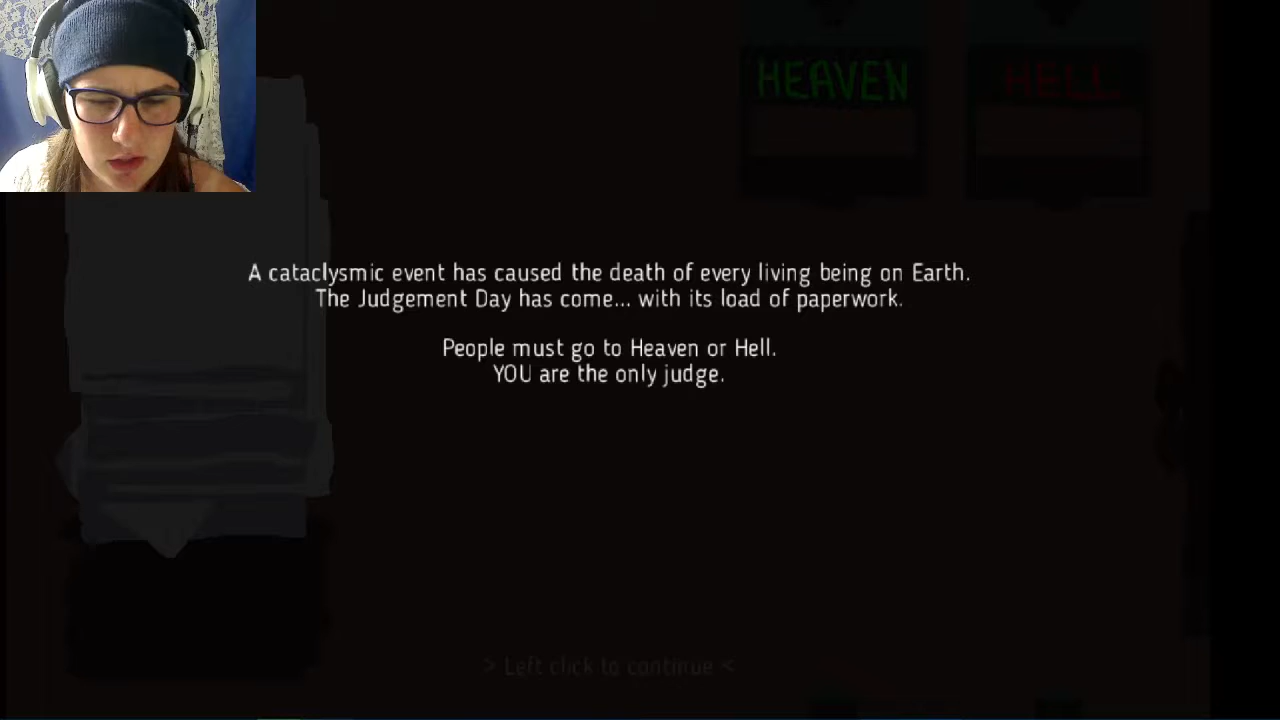 HEAVEN HELL
A cataclysmic event has caused the death of every living being on Earth.
The Judgement Day has come... with its load of paperwork.
People must go to Heaven or Hell.
YOU are the only judge.
> Left click to continue <